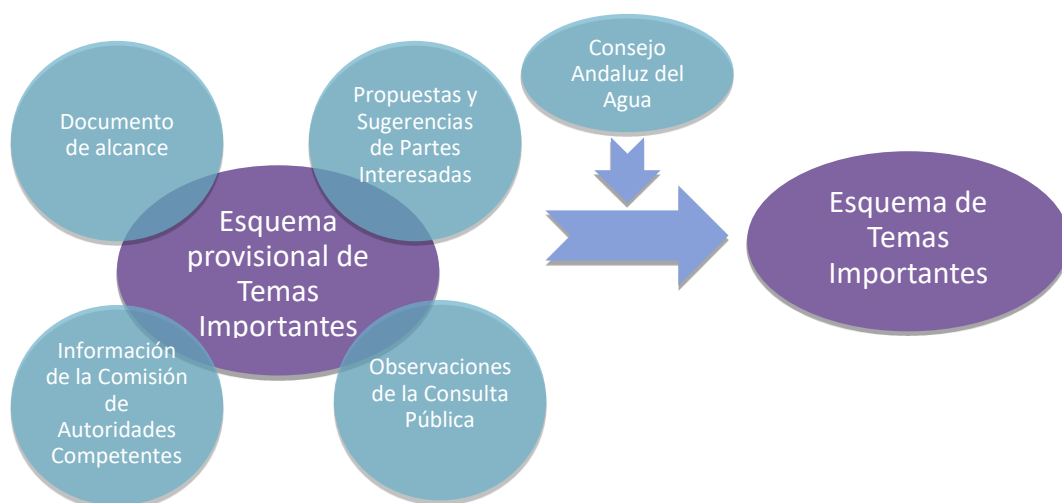 Documento
de alcance
Propuestas y
Sugerencias
de Partes
Interesadas
Consejo
Andaluz del
Agua
Esquema
provisional de
Temas
Importantes
Esquema de
Temas
Importantes
Información
de la Comisión
de
Autoridades
Competentes
Observaciones
de la Consulta
Pública